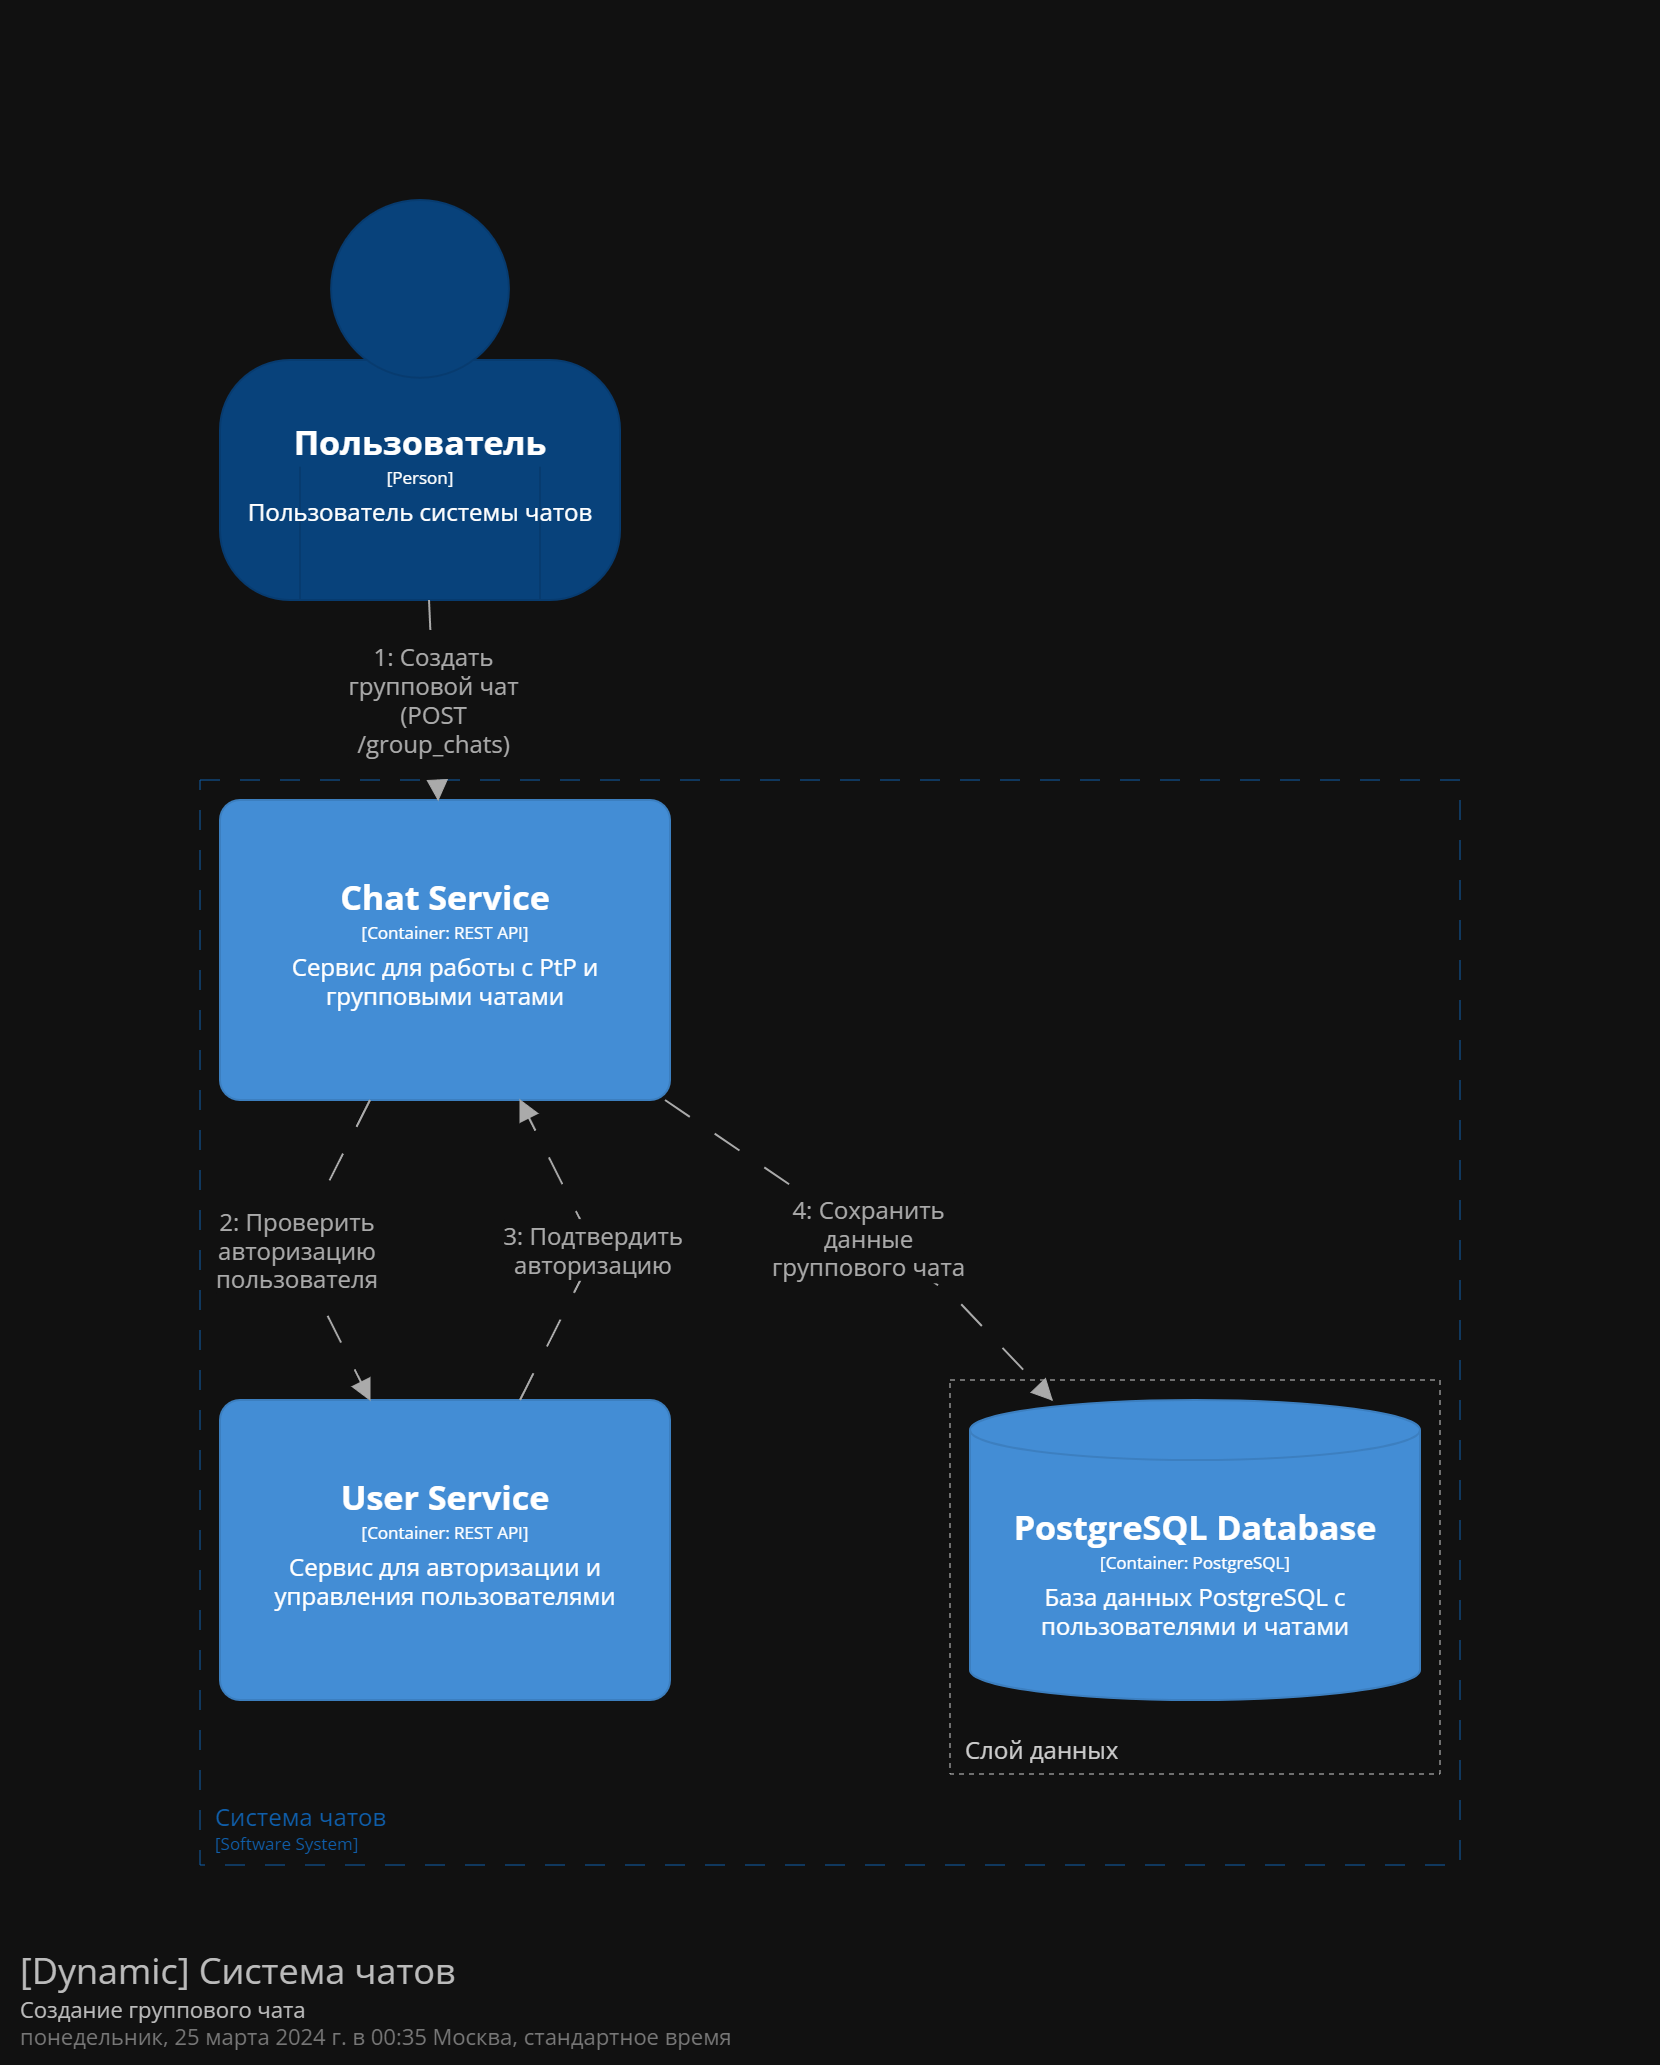 Пользователь
[Person]
Пользователь системы чатов
1: Создать
групповой чат
(POST
/group_chats)
Chat Service
[Container: REST API]
Сервис для работы с PtP и
групповыми чатами
2: Проверить
авторизацию
пользователя
3: Подтвердить
авторизацию
4: Сохранить
данные
группового чата
User Service
[Container: REST API]
Сервис для авторизации и
управления пользователями
PostgreSQL Database
[Container: PostgreSQL]
База данных PostgreSQL с
пользователями и чатами
Слой данных
Система чатов
[Software System]
[Dynamic] Система чатов
Создание группового чата
понедельник, 25 марта 2024 г. в 00:35 Москва, стандартное время